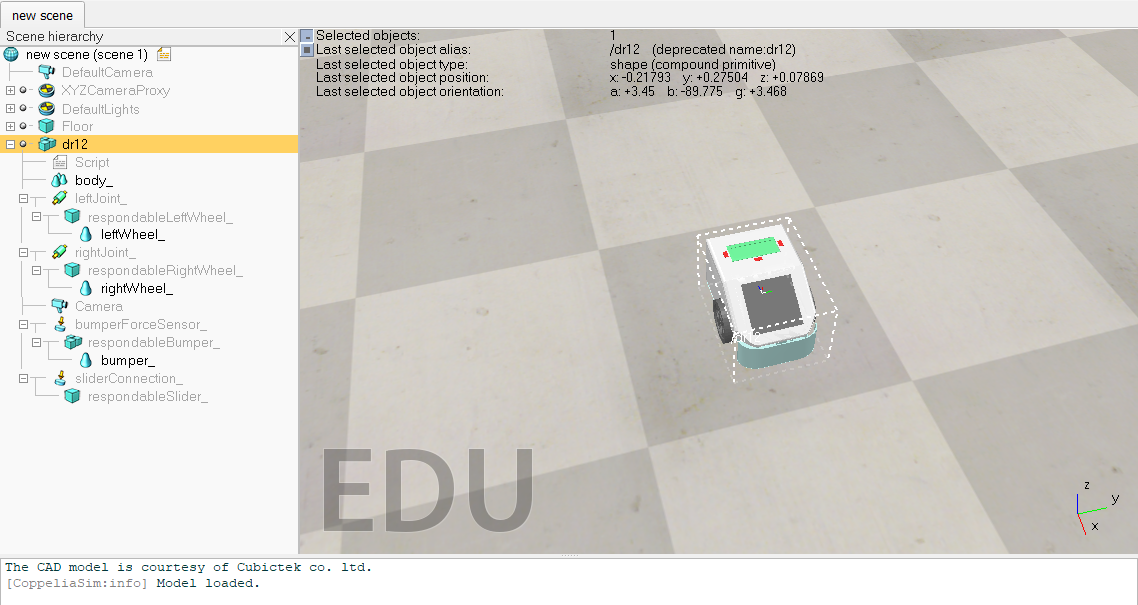 new scene
Scene hierarchy
new scene (scene 1)
DefaultCamera
XYZCameraProxy
DefaultLights
Floor
dr12
Script
body_
leftJoint_
respondableLeftWheel_
leftWheel_
rightJoint_
respondableRightWheel_
rightWheel_
Camera
bumperForceSensor_
respondableBumper_
bumper_
sliderConnection_
respondableSlider_
Selected objects: 1
Last selected object alias: /dr12 (deprecated name:dr12)
Last selected object type: shape (compound primitive)
Last selected object position: x: -0.21793 y: +0.27504 z: +0.07869
Last selected object orientation: a: +3.45 b: -89.775 g: +3.468
EDU
z
y
x
The CAD model is courtesy of Cubictek co. ltd.
[CoppeliaSim:info] Model loaded.